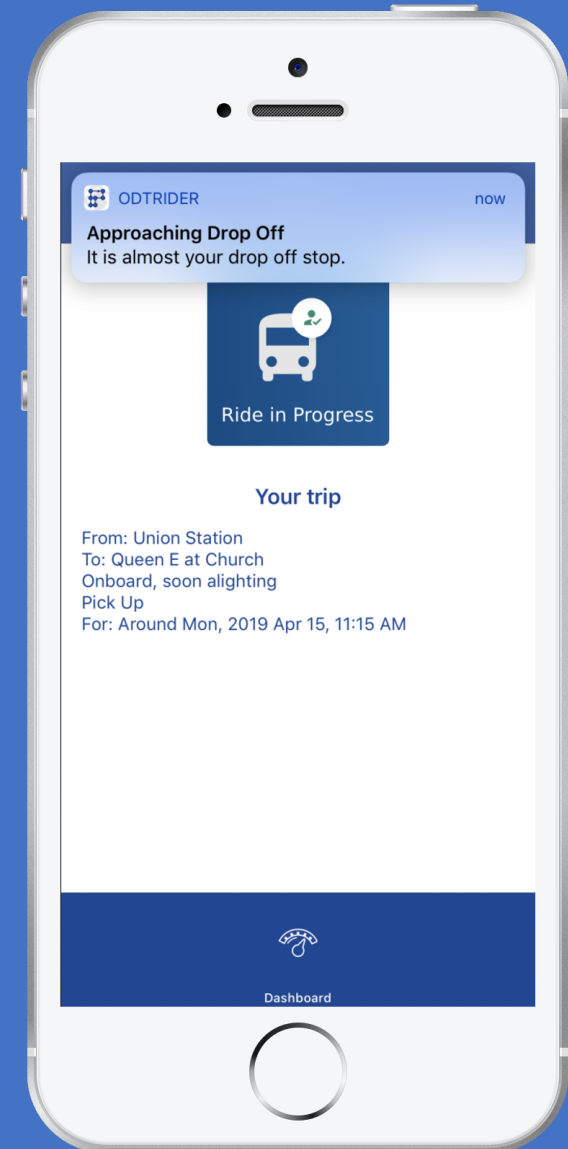 ODTRIDER now
Approaching Drop Off
It is almost your drop off stop.
Ride in Progress
Your trip
From: Union Station
To: Queen E at Church
Onboard, soon alighting
Pick Up
For: Around Mon, 2019 Apr 15, 11:15 AM
Dashboard